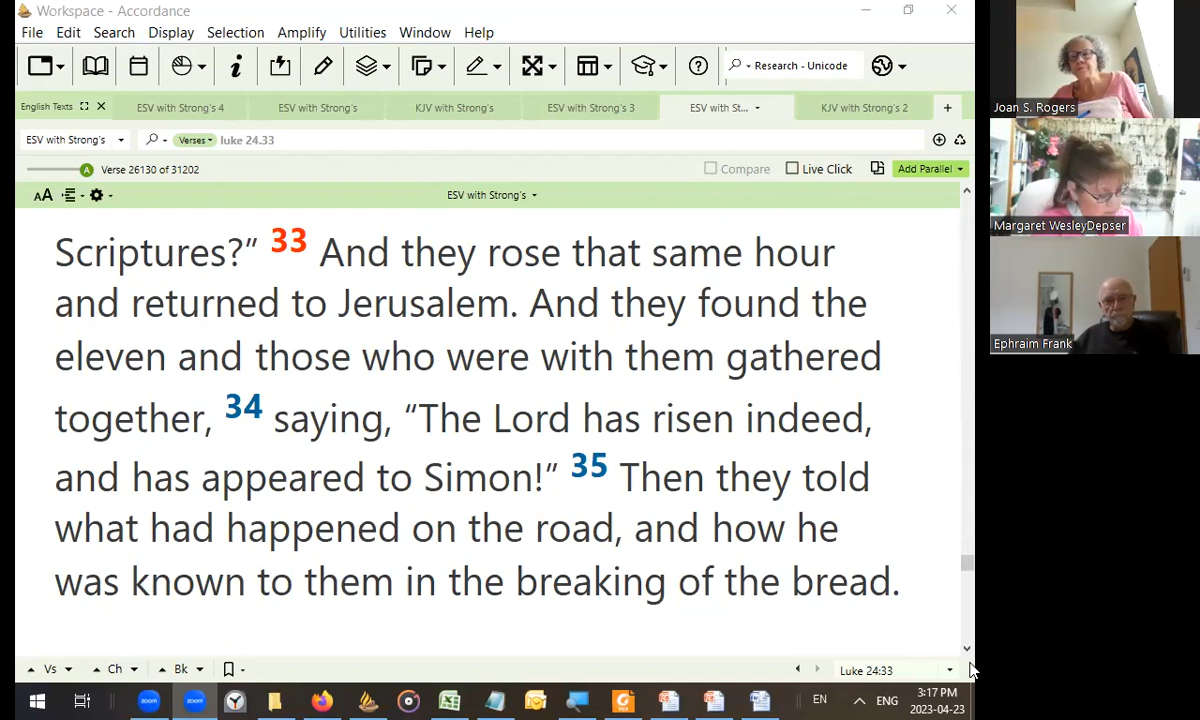 Workspace - Accordance
File Edit Search Display Selection Amplify Utilities Window Help
Research - Unicode
English Texts ESV with Strong's 4 ESV with Strong's KJV with Strong's ESV with Strong's 3 ESV with St... KJV with Strong's 2 +
ESV with Strong's Verses luke 24.33
A Verse 26130 of 31202 Compare Live Click Add Parallel
AA ESV with Strong's
Scriptures?” 33 And they rose that same hour
and returned to Jerusalem. And they found the
eleven and those who were with them gathered
together, 34 saying, “The Lord has risen indeed,
and has appeared to Simon!” 35 Then they told
what had happened on the road, and how he
was known to them in the breaking of the bread.
Vs Ch Bk Luke 24:33
zoom zoom EN ENG 3:17 PM
2023-04-23
Joan S. Rogers
Margaret WesleyDepser
Ephraim Frank